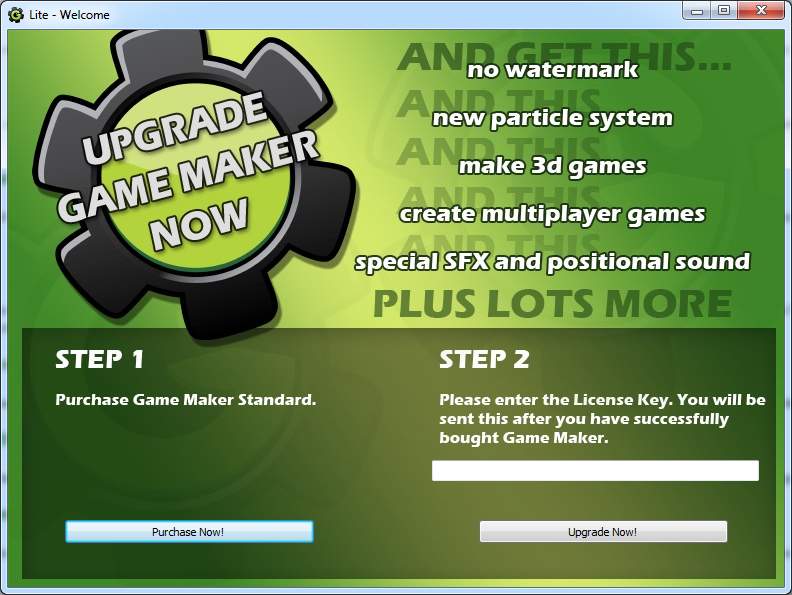 Lite - Welcome
UPGRADE
GAME MAKER
NOW
AND GET THIS...
no watermark
AND THIS
new particle system
AND THIS
make 3d games
AND THIS
create multiplayer games
AND THIS
special SFX and positional sound
PLUS LOTS MORE
STEP 1
Purchase Game Maker Standard.
Purchase Now!
STEP 2
Please enter the License Key. You will be
sent this after you have successfully
bought Game Maker.
Upgrade Now!